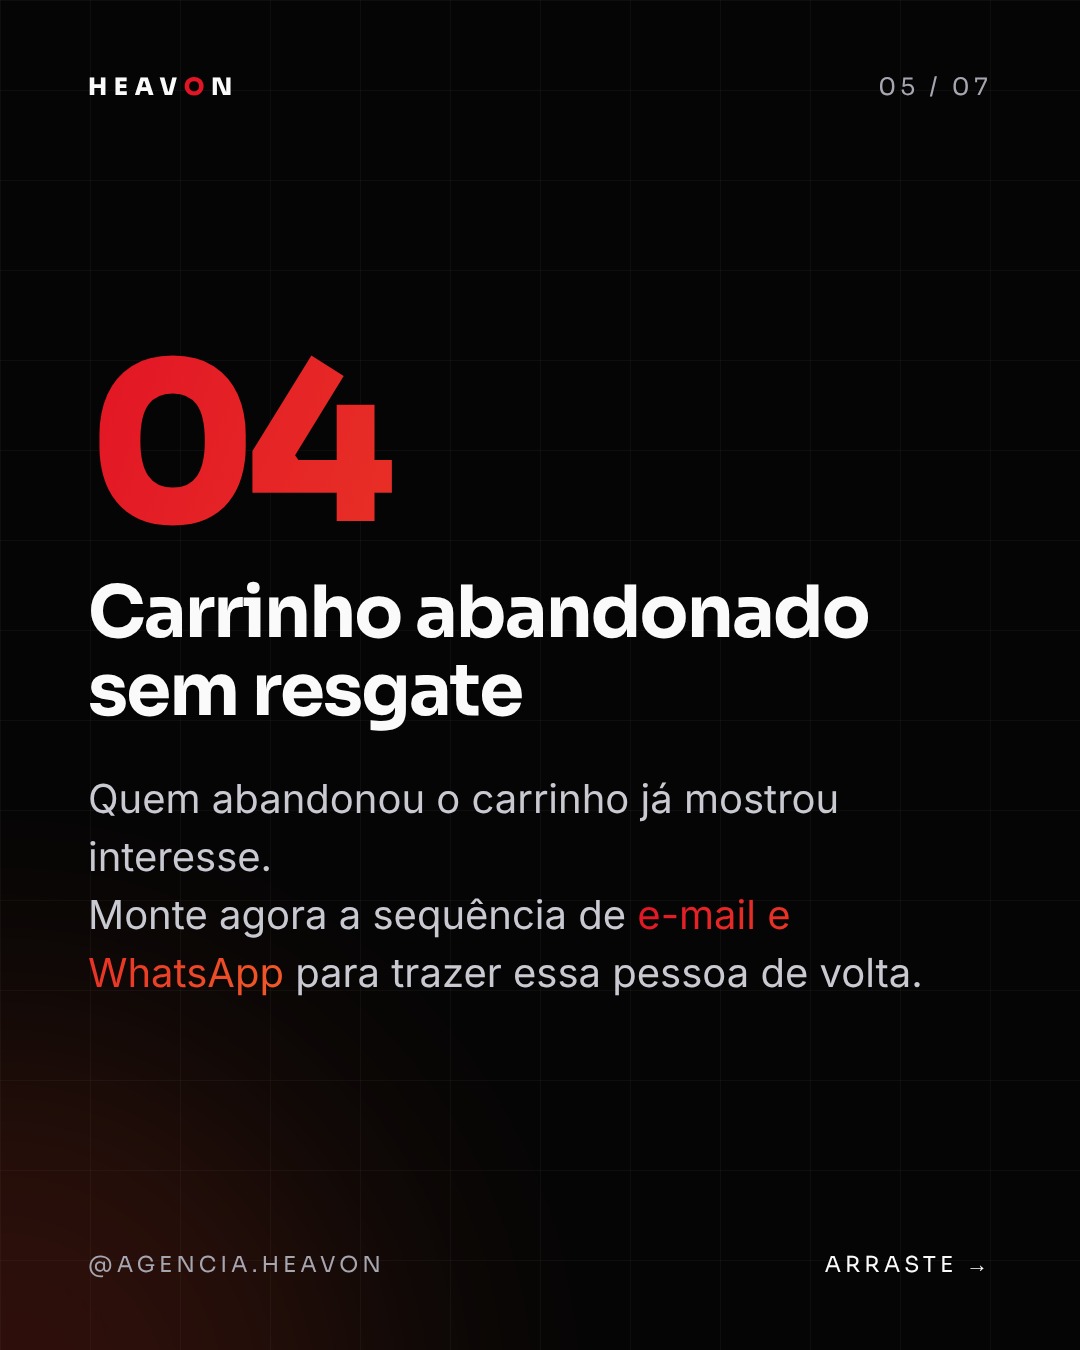 HEAVON
05 / 07
04
Carrinho abandonado
sem resgate
Quem abandonou o carrinho já mostrou
interesse.
Monte agora a sequência de e-mail e
WhatsApp para trazer essa pessoa de volta.
@AGENCIA.HEAVON
ARRASTE →